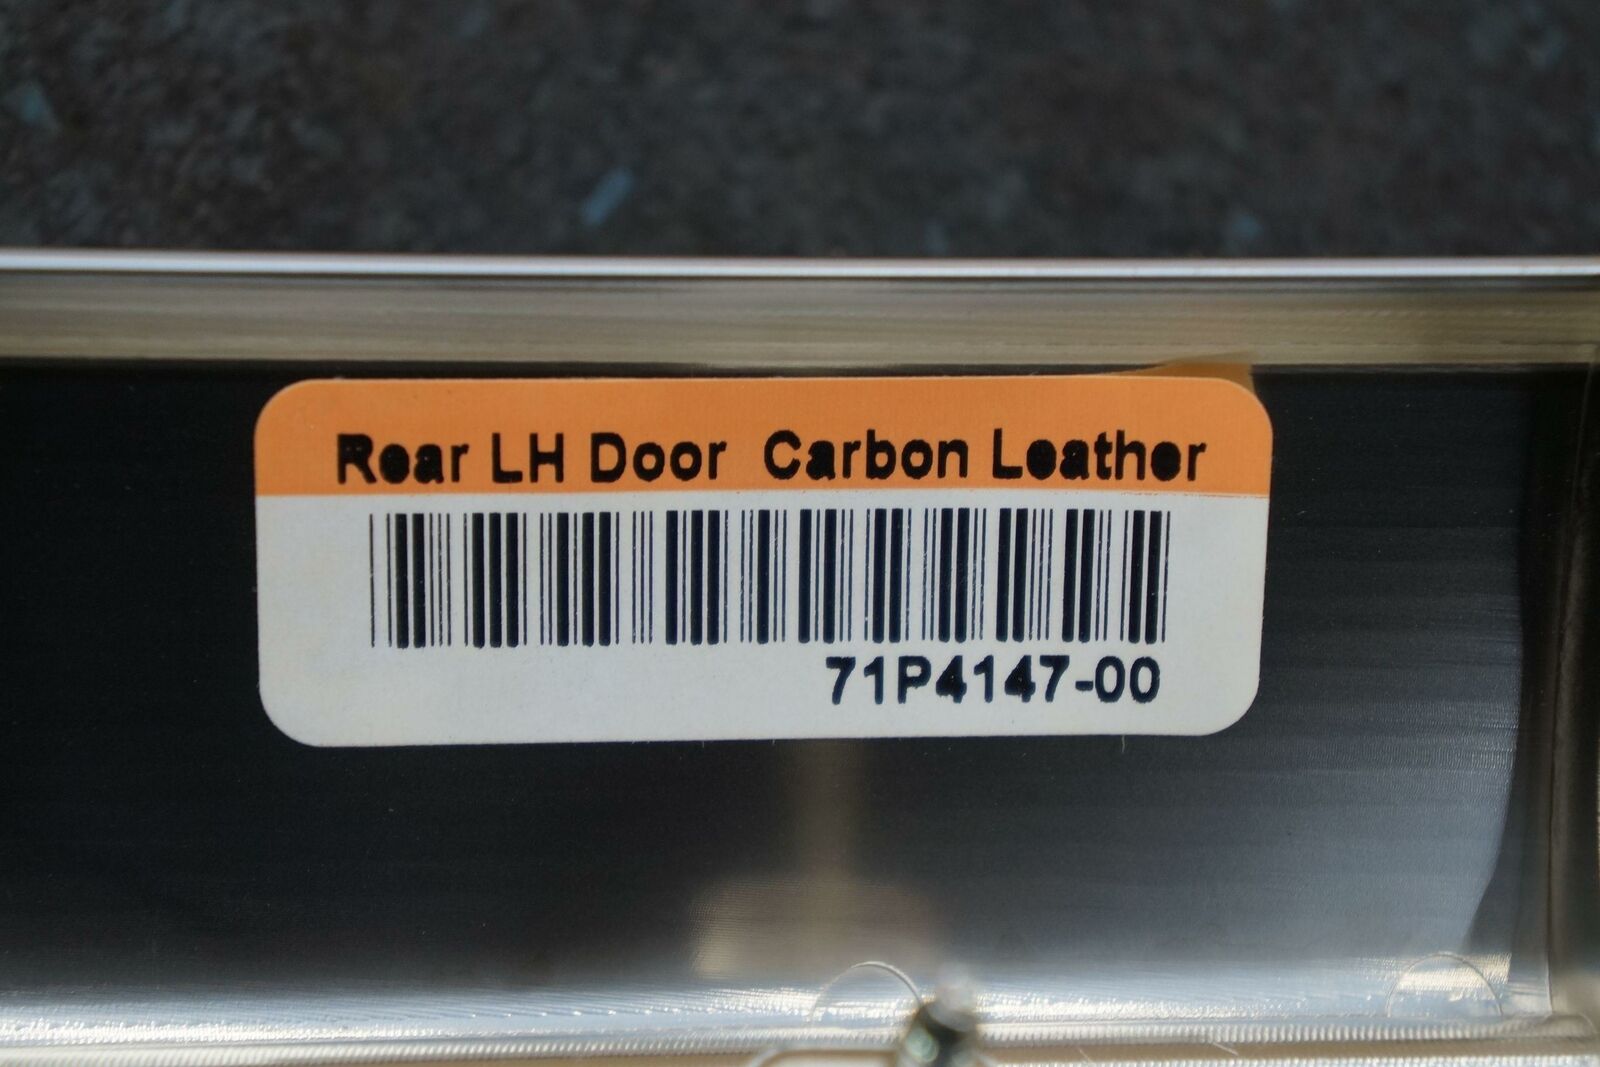 Rear LH Door  Carbon Leather
71P4147-00